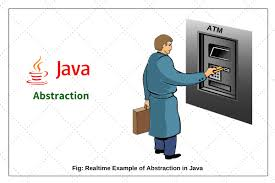 ATM
Java
Abstraction
Fig: Realtime Example of Abstraction in Java